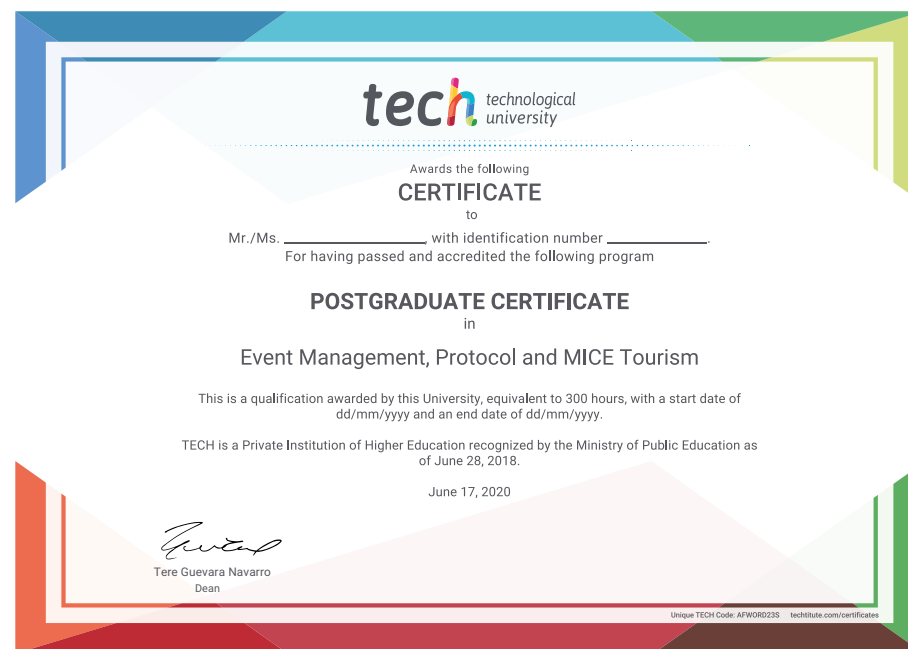 tech technological
university
Awards the following
CERTIFICATE
to
Mr./Ms. ____________________, with identification number ______________.
For having passed and accredited the following program
POSTGRADUATE CERTIFICATE
in
Event Management, Protocol and MICE Tourism
This is a qualification awarded by this University, equivalent to 300 hours, with a start date of
dd/mm/yyyy and an end date of dd/mm/yyyy.
TECH is a Private Institution of Higher Education recognized by the Ministry of Public Education as
of June 28, 2018.
June 17, 2020
Tere Guevara Navarro
Dean
Unique TECH Code: AFWORD23S techtitute.com/certificates